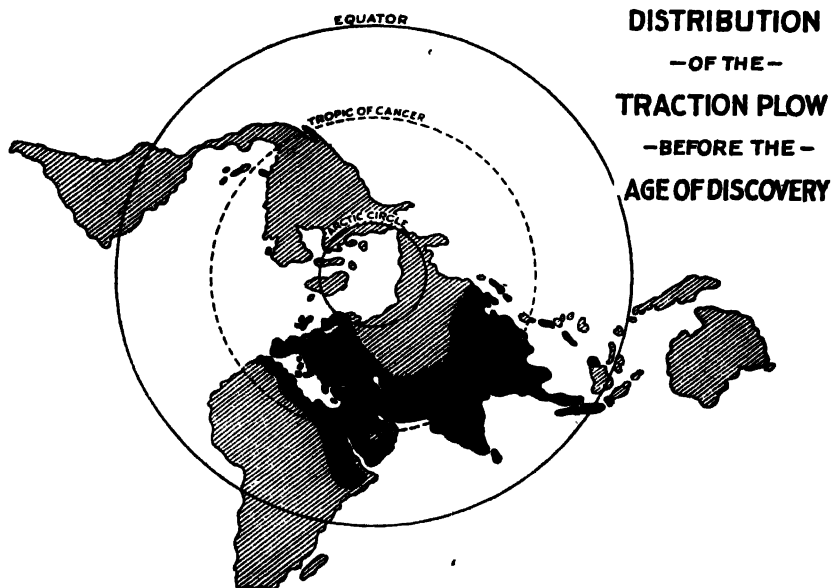 DISTRIBUTION
-OF THE-
TRACTION PLOW
-BEFORE THE-
AGE OF DISCOVERY
EQUATOR
TROPIC OF CANCER
ARCTIC CIRCLE